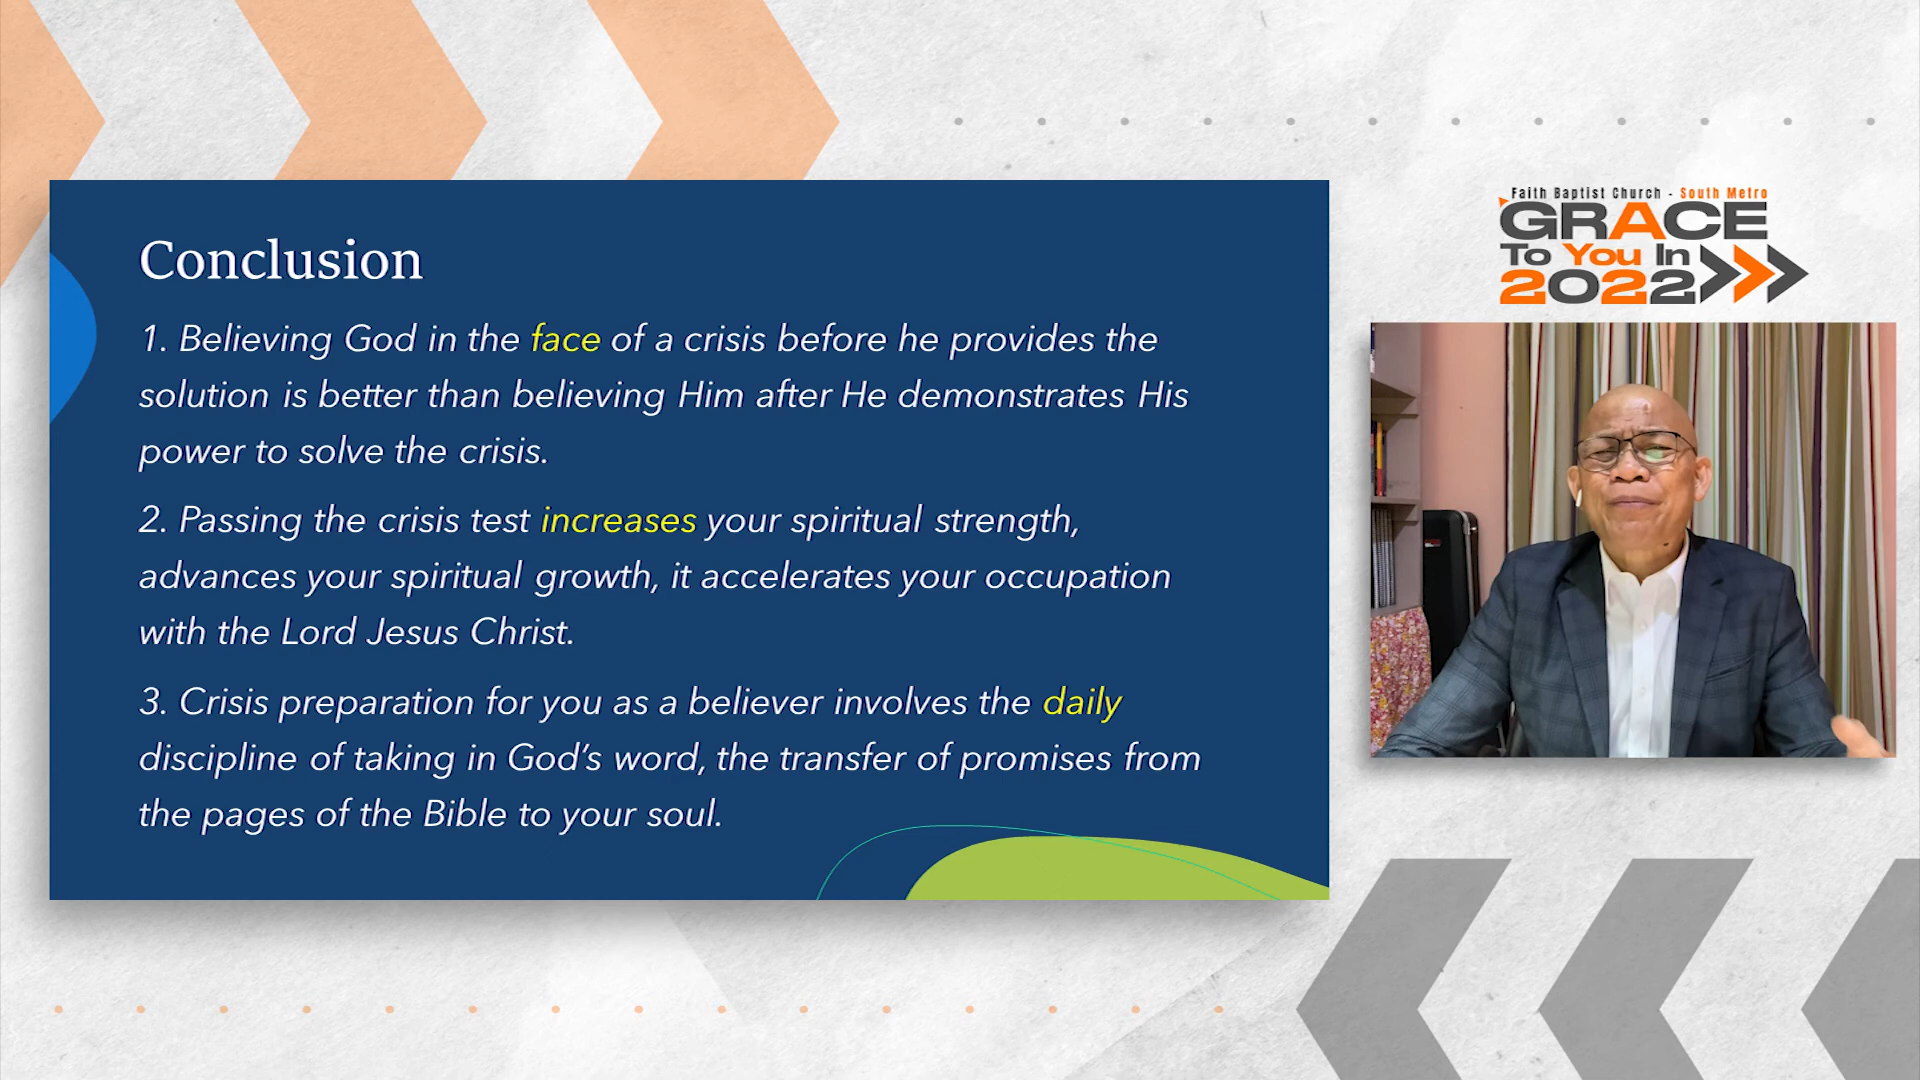 Conclusion
1. Believing God in the face of a crisis before he provides the
solution is better than believing Him after He demonstrates His
power to solve the crisis.
2. Passing the crisis test increases your spiritual strength,
advances your spiritual growth, it accelerates your occupation
with the Lord Jesus Christ.
3. Crisis preparation for you as a believer involves the daily
discipline of taking in God’s word, the transfer of promises from
the pages of the Bible to your soul.
Faith Baptist Church - South Metro
GRACE
To You In
2022